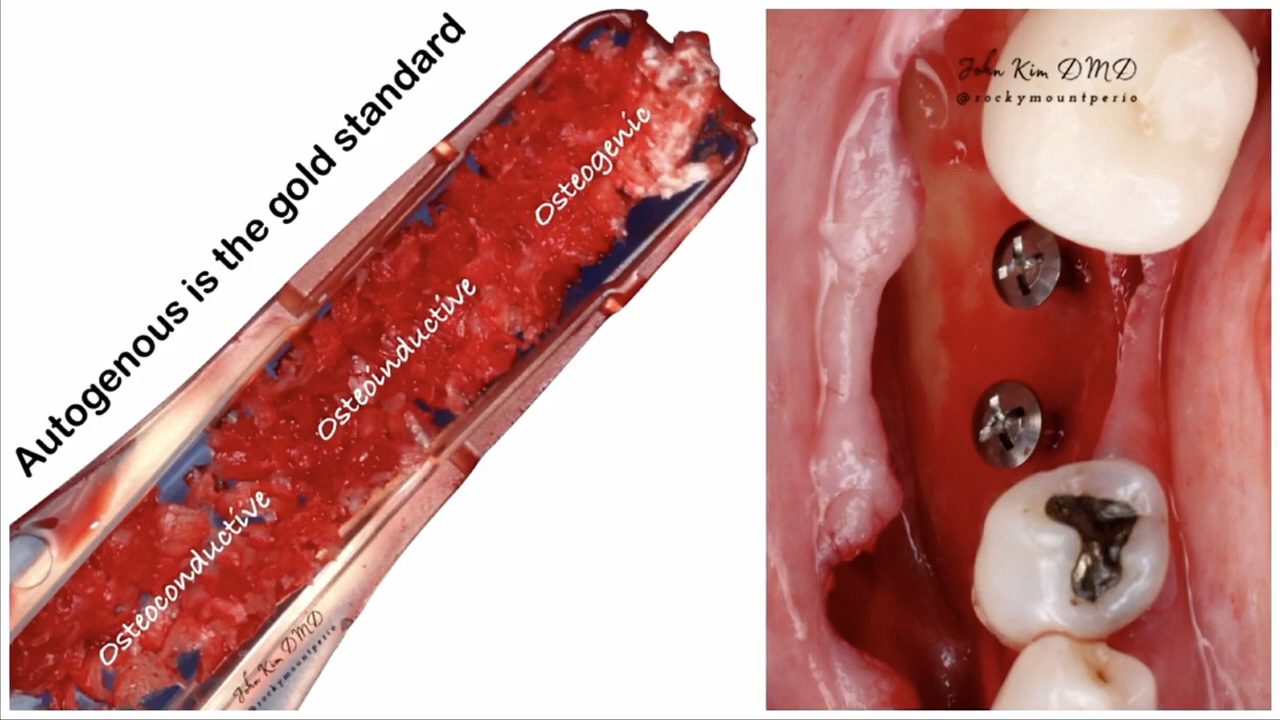 Autogenous is the gold standard
Osteogenic
Osteoinductive
Osteoconductive
John Kim DMD
@rockymountperio
John Kim DMD
@rockymountperio